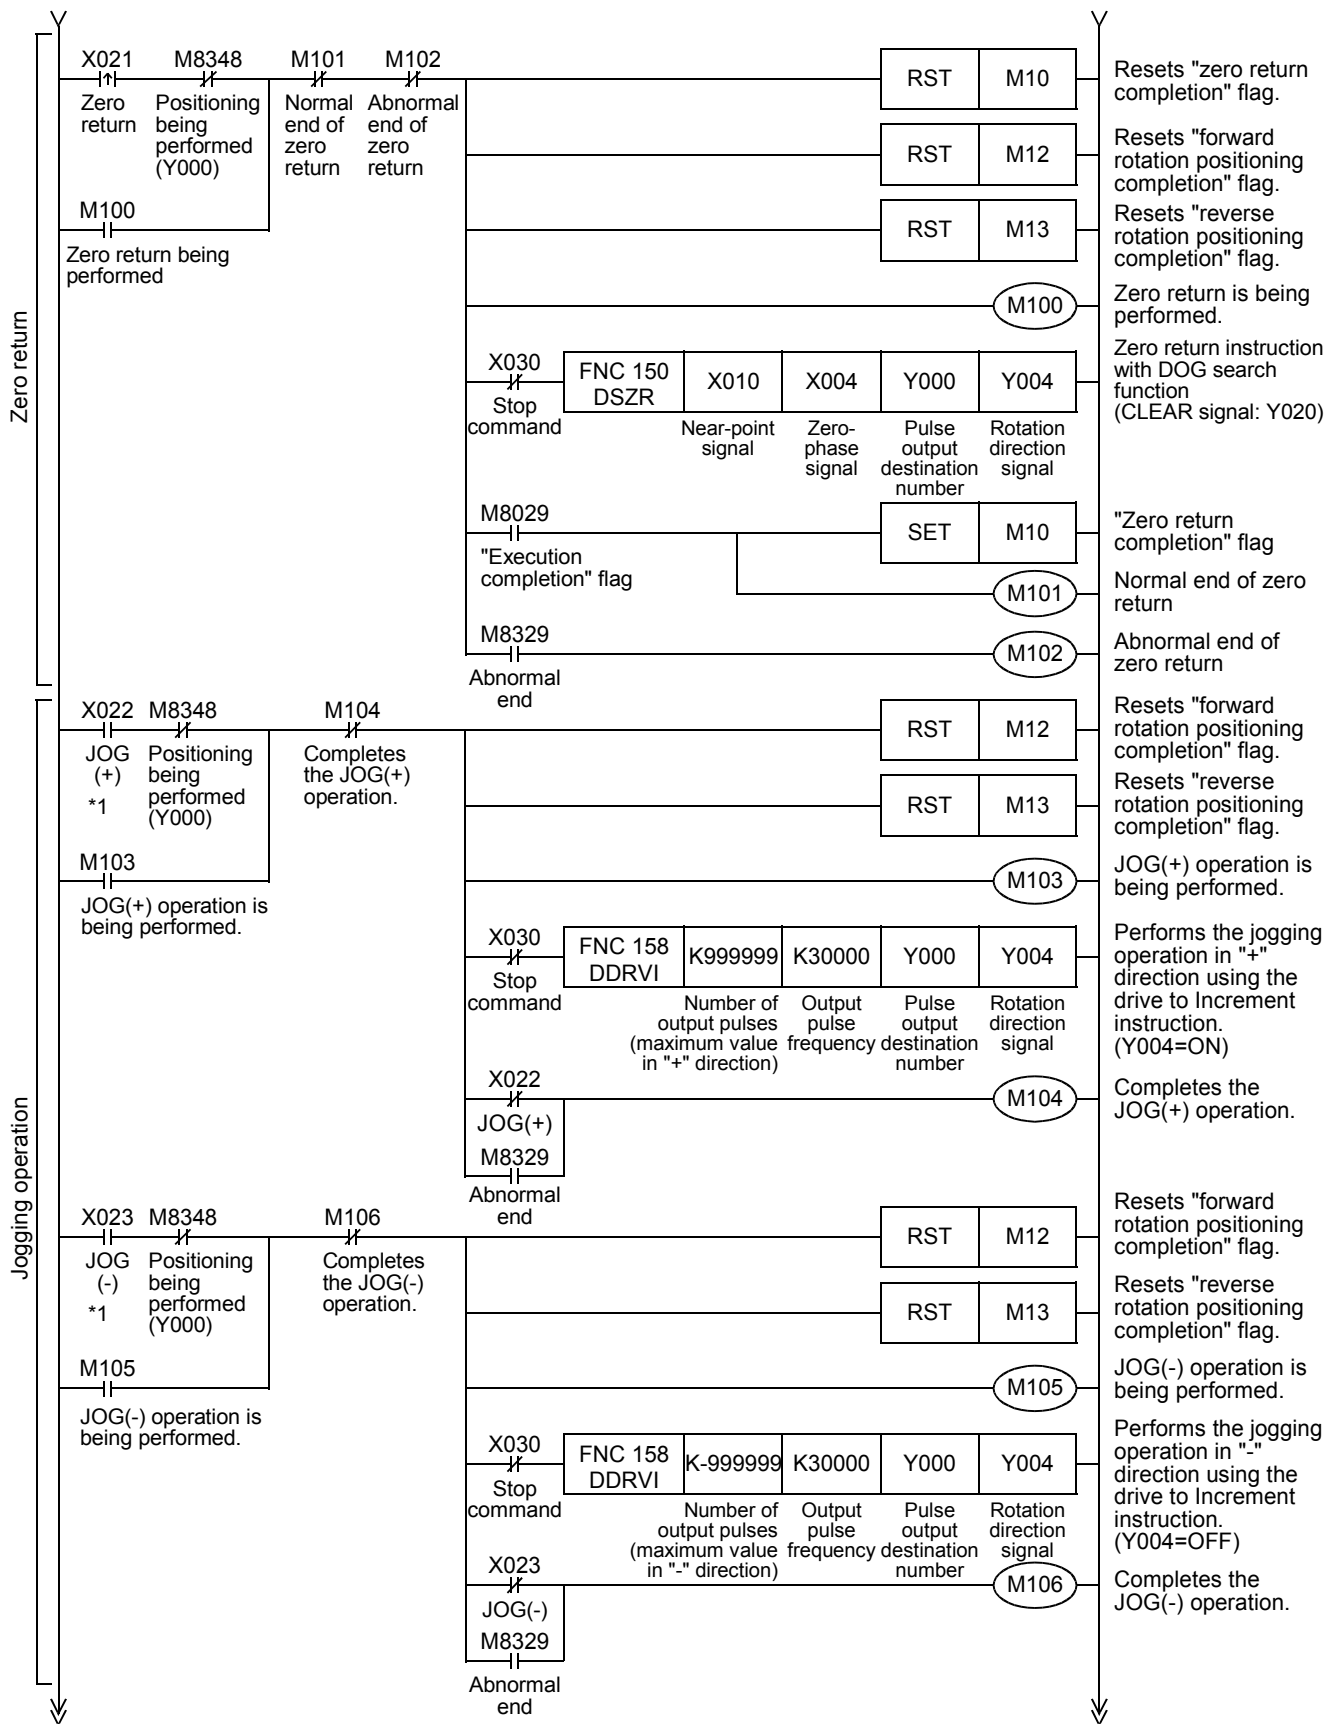 Zero return
X021
M8348
M101
M102
Zero
return
Positioning
being
performed
(Y000)
Normal
end of
zero
return
Abnormal
end of
zero
return
RST
M10
Resets "zero return
completion" flag.
RST
M12
Resets "forward
rotation positioning
completion" flag.
M100
Zero return being
performed
RST
M13
Resets "reverse
rotation positioning
completion" flag.
M100
Zero return is being
performed.
X030
Stop
command
FNC 150
DSZR
X010
X004
Y000
Y004
Near-point
signal
Zero-
phase
signal
Pulse
output
destination
number
Rotation
direction
signal
Zero return instruction
with DOG search
function
(CLEAR signal: Y020)
M8029
"Execution
completion" flag
SET
M10
"Zero return
completion" flag
M101
Normal end of zero
return
M8329
Abnormal
end
M102
Abnormal end of
zero return
Jogging operation
X022
M8348
M104
JOG
(+)
*1
Positioning
being
performed
(Y000)
Completes
the JOG(+)
operation.
RST
M12
Resets "forward
rotation positioning
completion" flag.
RST
M13
Resets "reverse
rotation positioning
completion" flag.
M103
JOG(+) operation is
being performed.
M103
JOG(+) operation is
being performed.
X030
Stop
command
FNC 158
DDRVI
K999999
K30000
Y000
Y004
Number of
output pulses
(maximum value
in "+" direction)
Output
pulse
frequency
Pulse
output
destination
number
Rotation
direction
signal
Performs the jogging
operation in "+"
direction using the
drive to Increment
instruction.
(Y004=ON)
X022
JOG(+)
M8329
Abnormal
end
M104
Completes the
JOG(+) operation.
X023
M8348
M106
JOG
(-)
*1
Positioning
being
performed
(Y000)
Completes
the JOG(-)
operation.
RST
M12
Resets "forward
rotation positioning
completion" flag.
RST
M13
Resets "reverse
rotation positioning
completion" flag.
M105
JOG(-) operation is
being performed.
M105
JOG(-) operation is
being performed.
X030
Stop
command
FNC 158
DDRVI
K-999999
K30000
Y000
Y004
Number of
output pulses
(maximum value
in "-" direction)
Output
pulse
frequency
Pulse
output
destination
number
Rotation
direction
signal
Performs the jogging
operation in "-"
direction using the
drive to Increment
instruction.
(Y004=OFF)
X023
JOG(-)
M8329
Abnormal
end
M106
Completes the
JOG(-) operation.